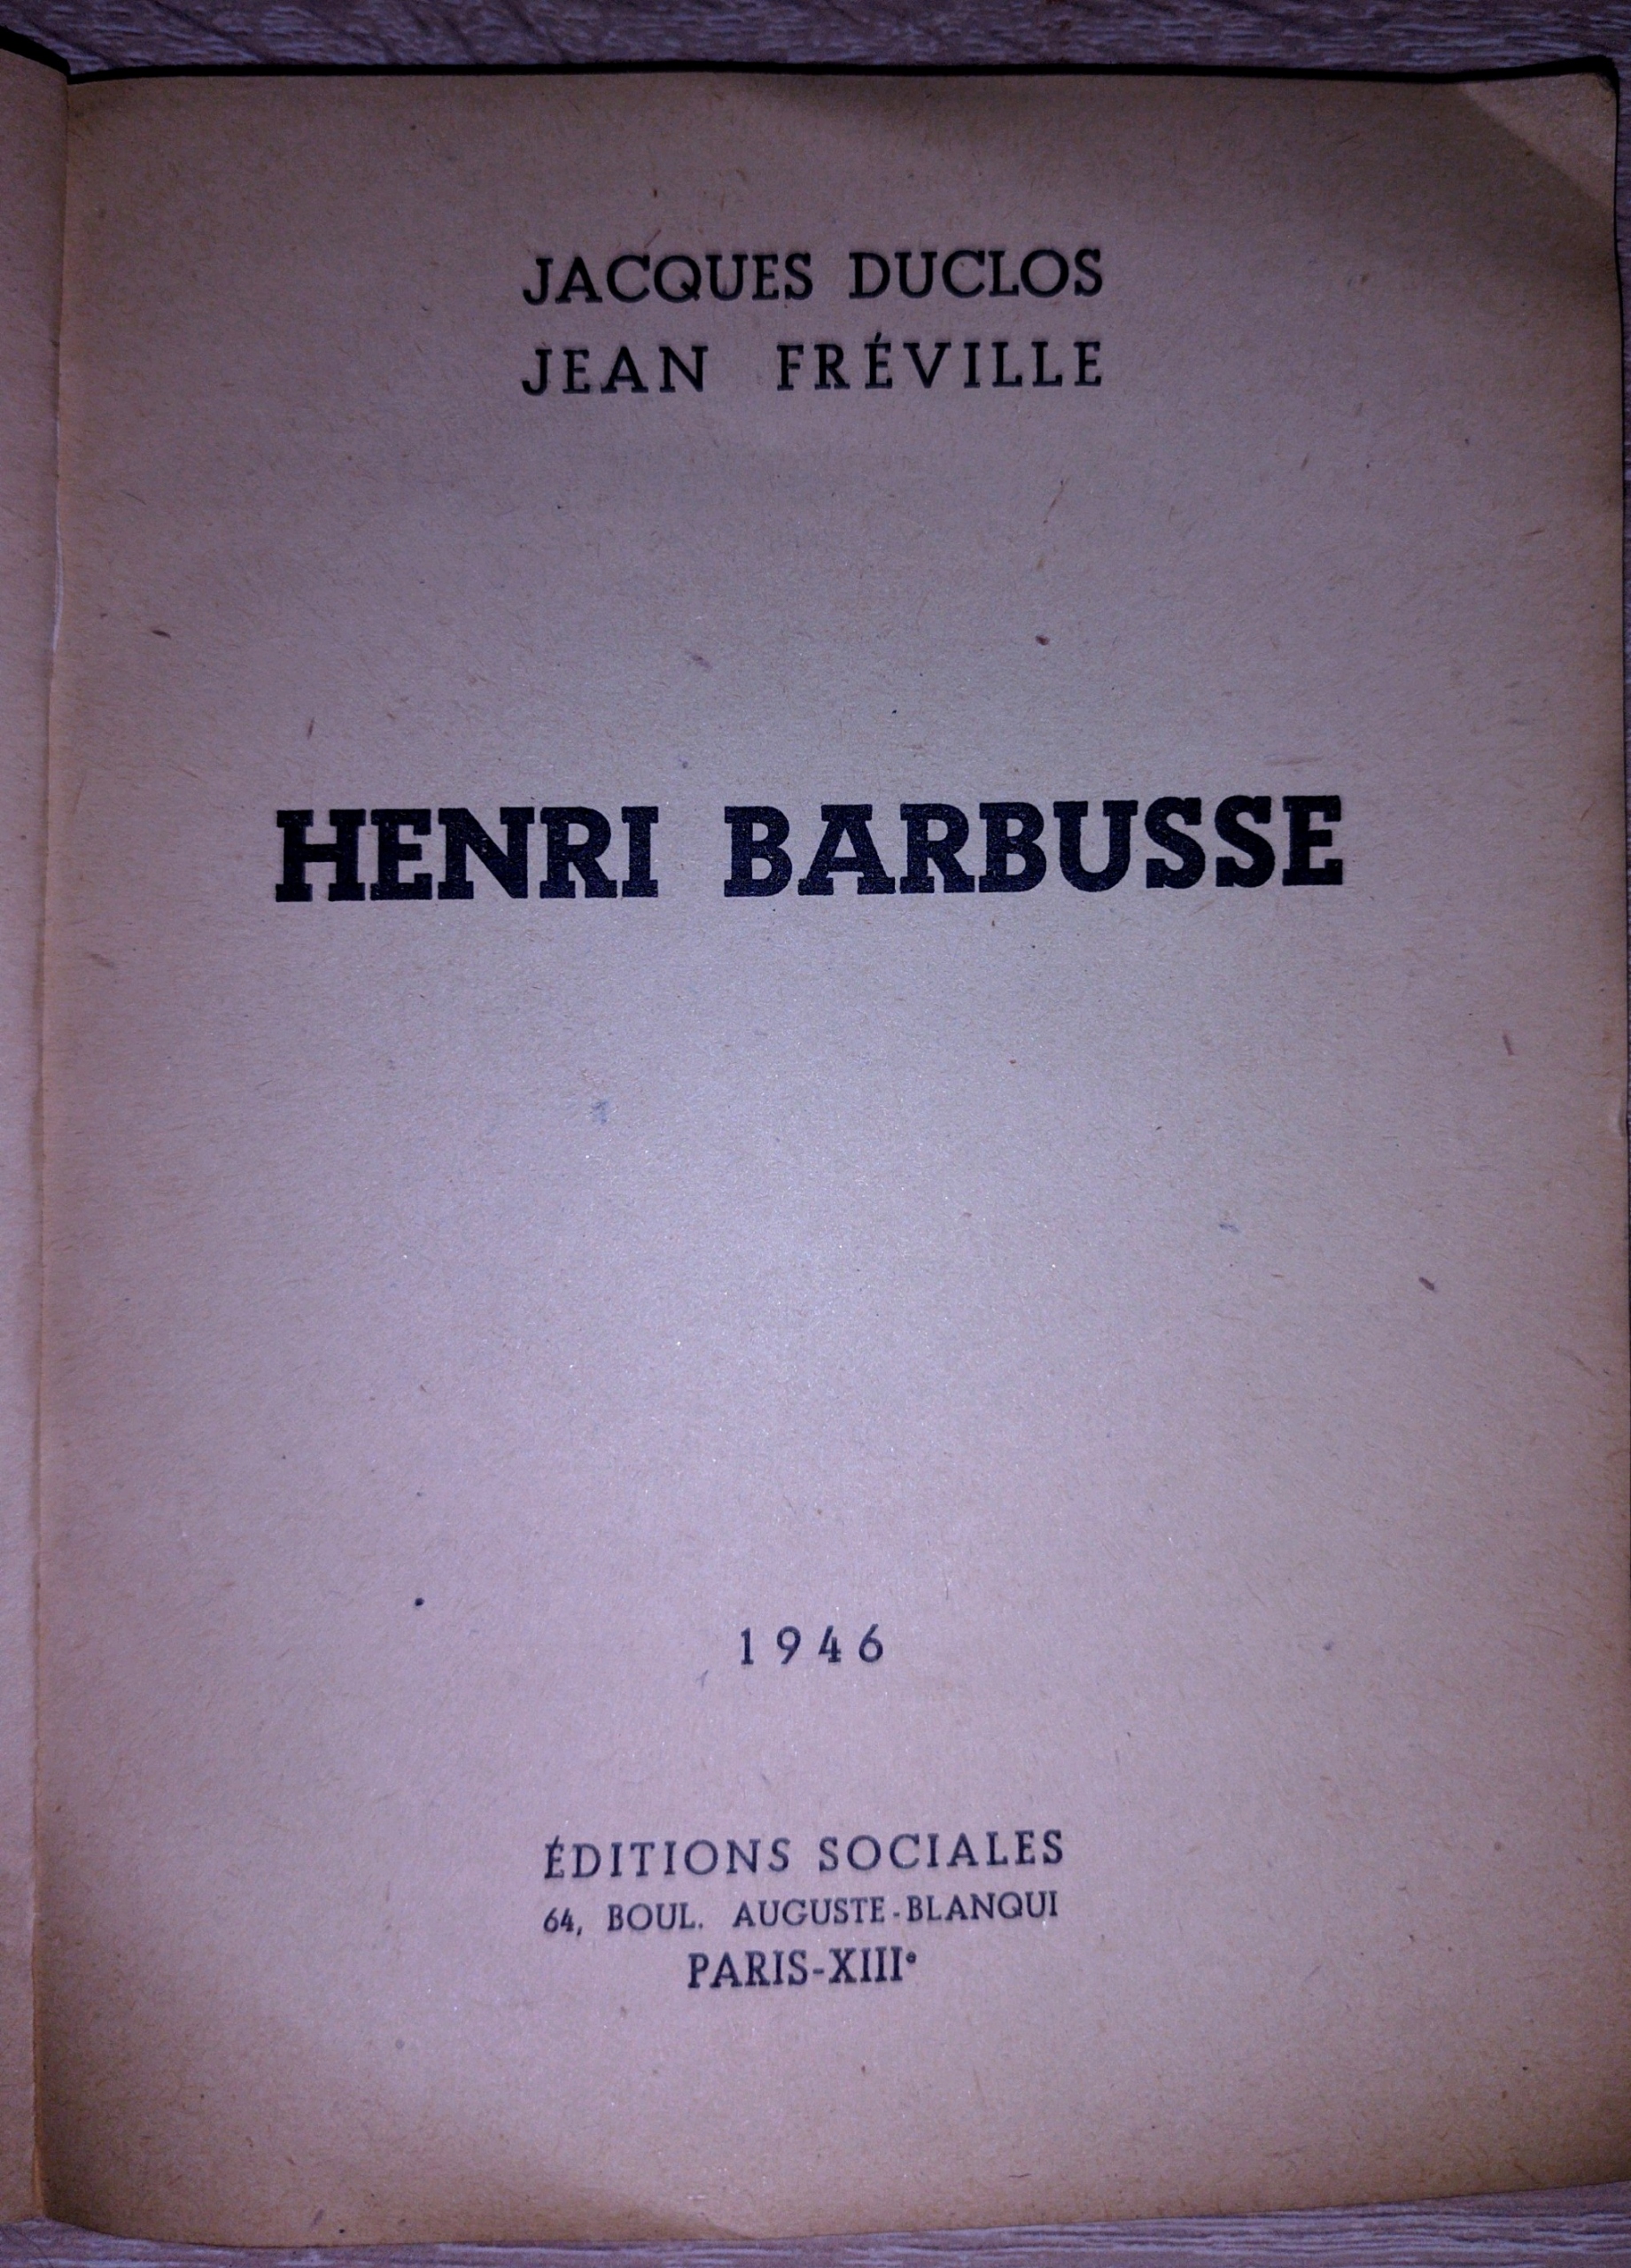 JACQUES DUCLOS
JEAN FRÉVILLE
HENRI BARBUSSE
1946
ÉDITIONS SOCIALES
64, BOUL. AUGUSTE-BLANQUI
PARIS-XIIIᵉ